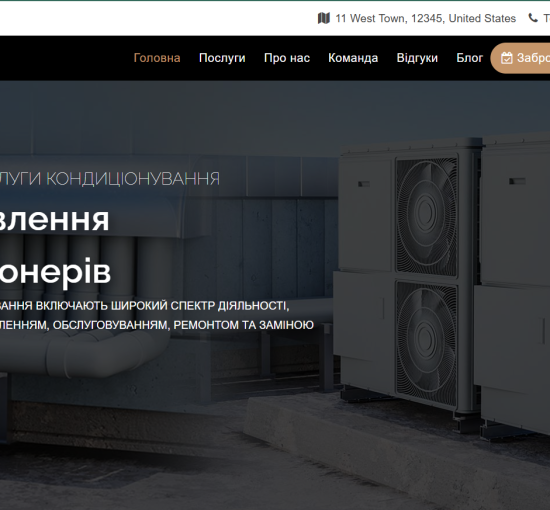 11 West Town, 12345, United States
Головна Послуги Про нас Команда Відгуки Блог Забро
ЛУГИ КОНДИЦІОНУВАННЯ
влення
онерів
ВАННЯ ВКЛЮЧАЮТЬ ШИРОКИЙ СПЕКТР ДІЯЛЬНОСТІ,
ЛЕННЯМ, ОБСЛУГОВУВАННЯМ, РЕМОНТОМ ТА ЗАМІНОЮ